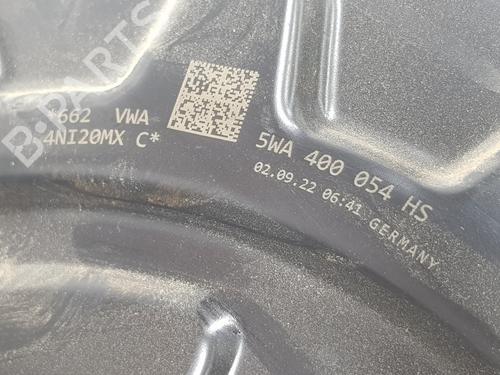 662 VWA
4NI20MX C*
5WA 400 054 HS
02.09.22 06:41 GERMANY
B-PARTS